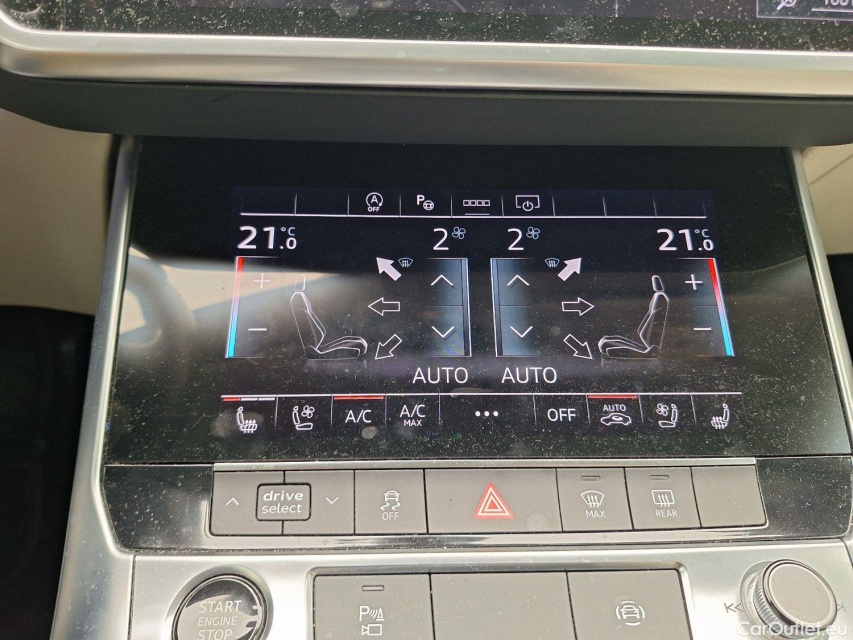 A
OFF
P
21.0 °C
2
2
21.0 °C
+
+
−
−
AUTO
AUTO
A/C
A/C
MAX
•••
OFF
AUTO
drive
select
OFF
MAX
REAR
START
ENGINE
STOP
P
CarOutlet.eu